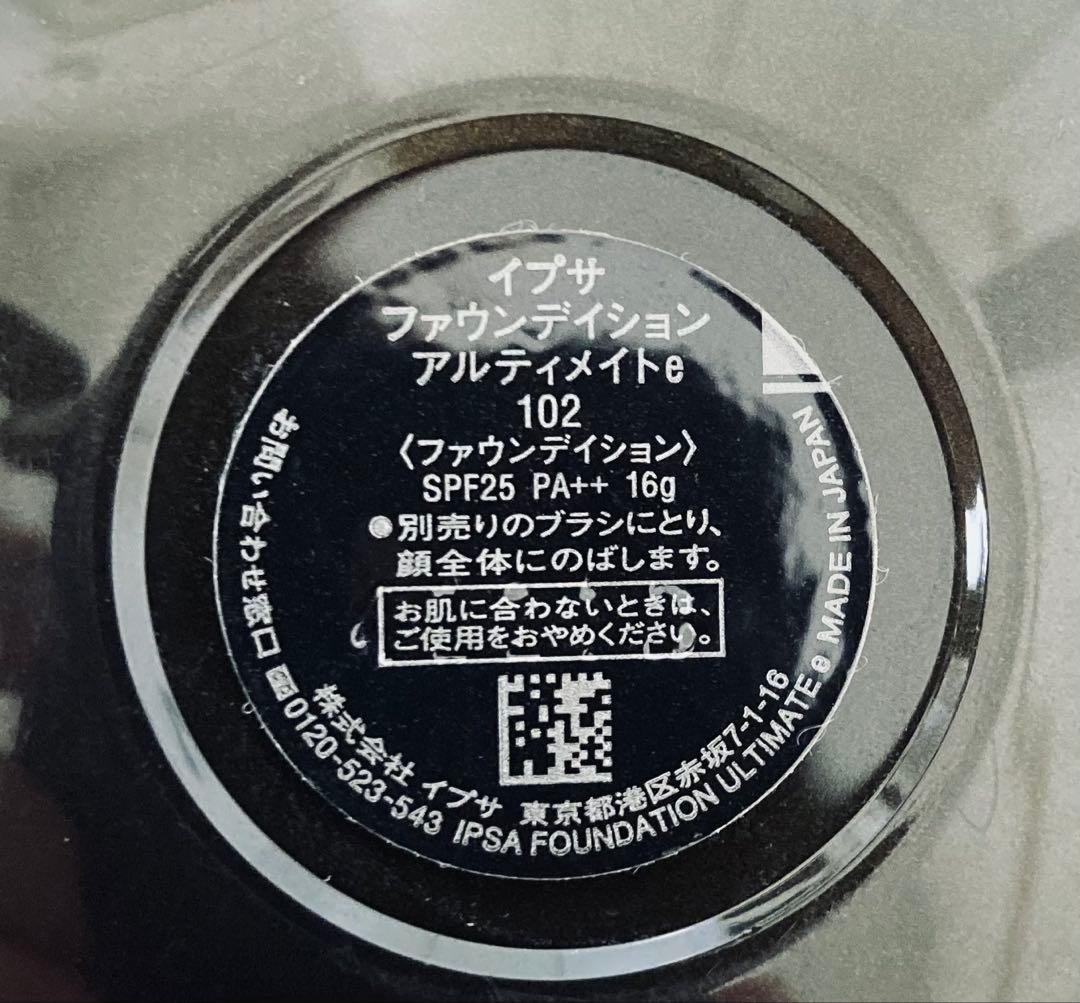 イプサ
ファウンデイション
アルティメイトe
102
〈ファウンデイション〉
SPF25 PA++ 16g
●別売りのブラシにとり、
顔全体にのばします。
お肌に合わないときは、
ご使用をおやめください。
株式会社 イプサ 東京都港区赤坂7-1-16
お問い合わせ窓口 0120-523-543 IPSA FOUNDATION ULTIMATE e MADE IN JAPAN